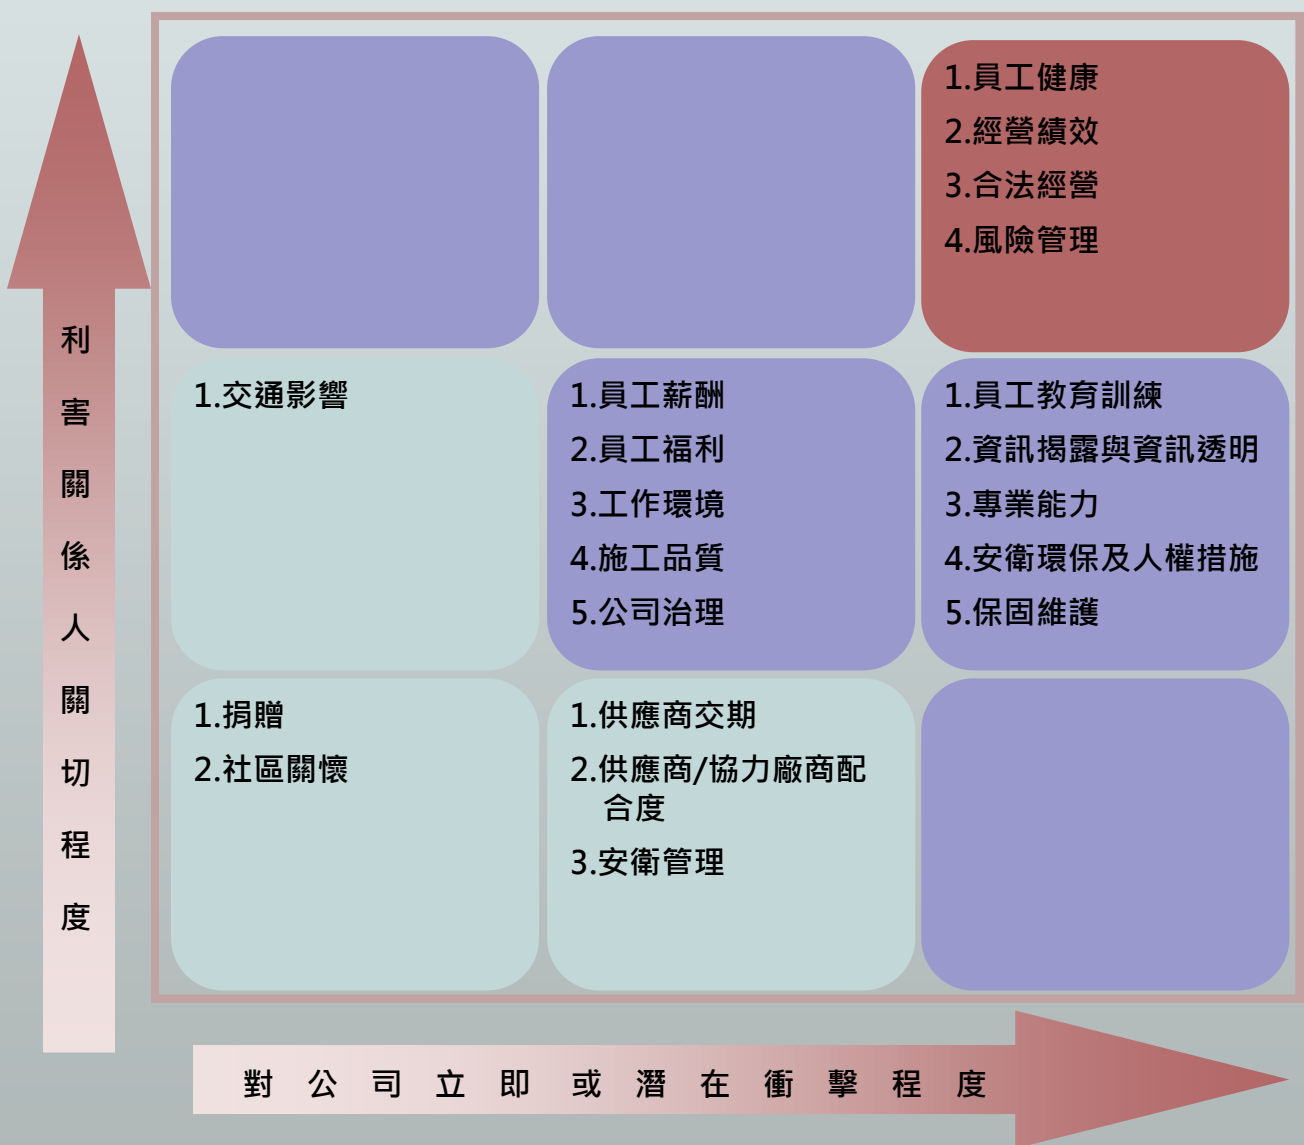 1.員工健康
2.經營績效
3.合法經營
4.風險管理
利害關係人關切程度
1.交通影響
1.員工薪酬
2.員工福利
3.工作環境
4.施工品質
5.公司治理
1.員工教育訓練
2.資訊揭露與資訊透明
3.專業能力
4.安衛環保及人權措施
5.保固維護
1.捐贈
2.社區關懷
1.供應商交期
2.供應商/協力廠商配
合度
3.安衛管理
對公司立即或潛在衝擊程度